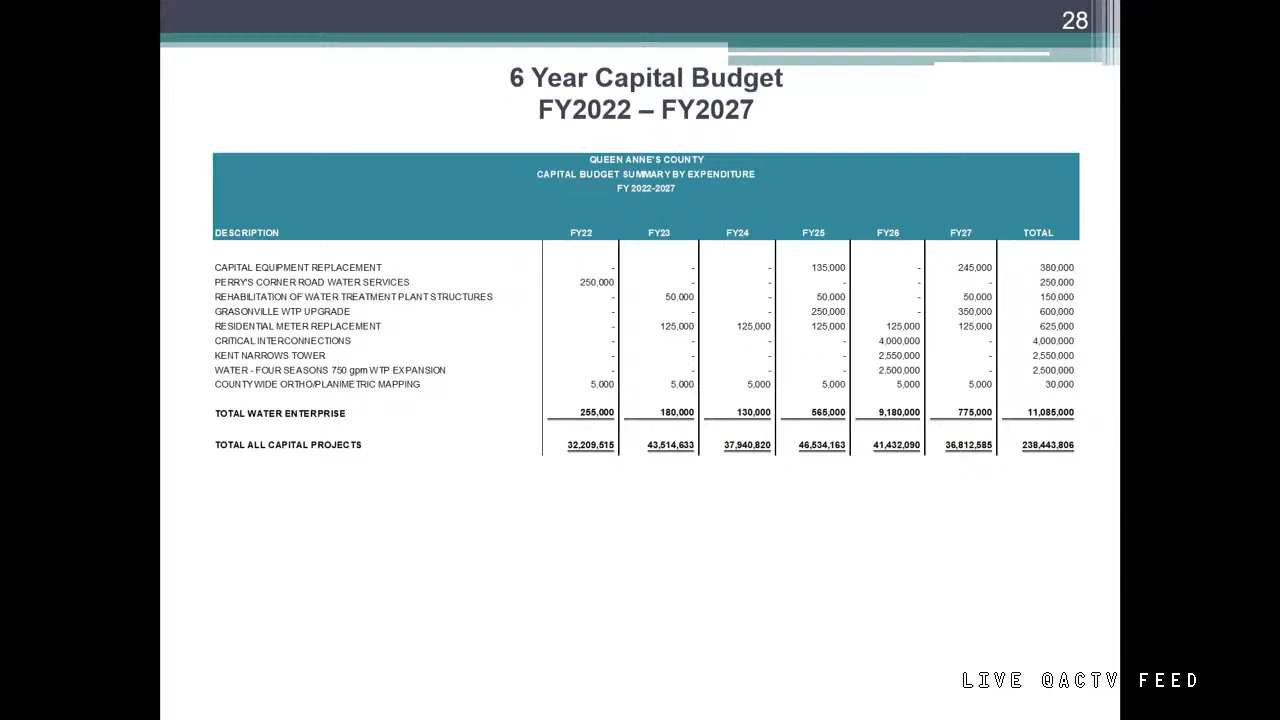 28
6 Year Capital Budget
FY2022 – FY2027
QUEEN ANNE'S COUNTY
CAPITAL BUDGET SUMMARY BY EXPENDITURE
FY 2022-2027
DESCRIPTION FY22 FY23 FY24 FY25 FY26 FY27 TOTAL
CAPITAL EQUIPMENT REPLACEMENT - - - 135,000 - 245,000 380,000
PERRY'S CORNER ROAD WATER SERVICES 250,000 - - - - - 250,000
REHABILITATION OF WATER TREATMENT PLANT STRUCTURES - 50,000 - 50,000 - 50,000 150,000
GRASONVILLE WTP UPGRADE - - - 250,000 - 350,000 600,000
RESIDENTIAL METER REPLACEMENT - 125,000 125,000 125,000 125,000 125,000 625,000
CRITICAL INTERCONNECTIONS - - - - 4,000,000 - 4,000,000
KENT NARROWS TOWER - - - - 2,550,000 - 2,550,000
WATER - FOUR SEASONS 750 gpm WTP EXPANSION - - - - 2,500,000 - 2,500,000
COUNTYWIDE ORTHO/PLANIMETRIC MAPPING 5,000 5,000 5,000 5,000 5,000 5,000 30,000
TOTAL WATER ENTERPRISE 255,000 180,000 130,000 565,000 9,180,000 775,000 11,085,000
TOTAL ALL CAPITAL PROJECTS 32,209,515 43,514,633 37,940,820 46,534,163 41,432,090 36,812,585 238,443,806
LIVE QACTV FEED